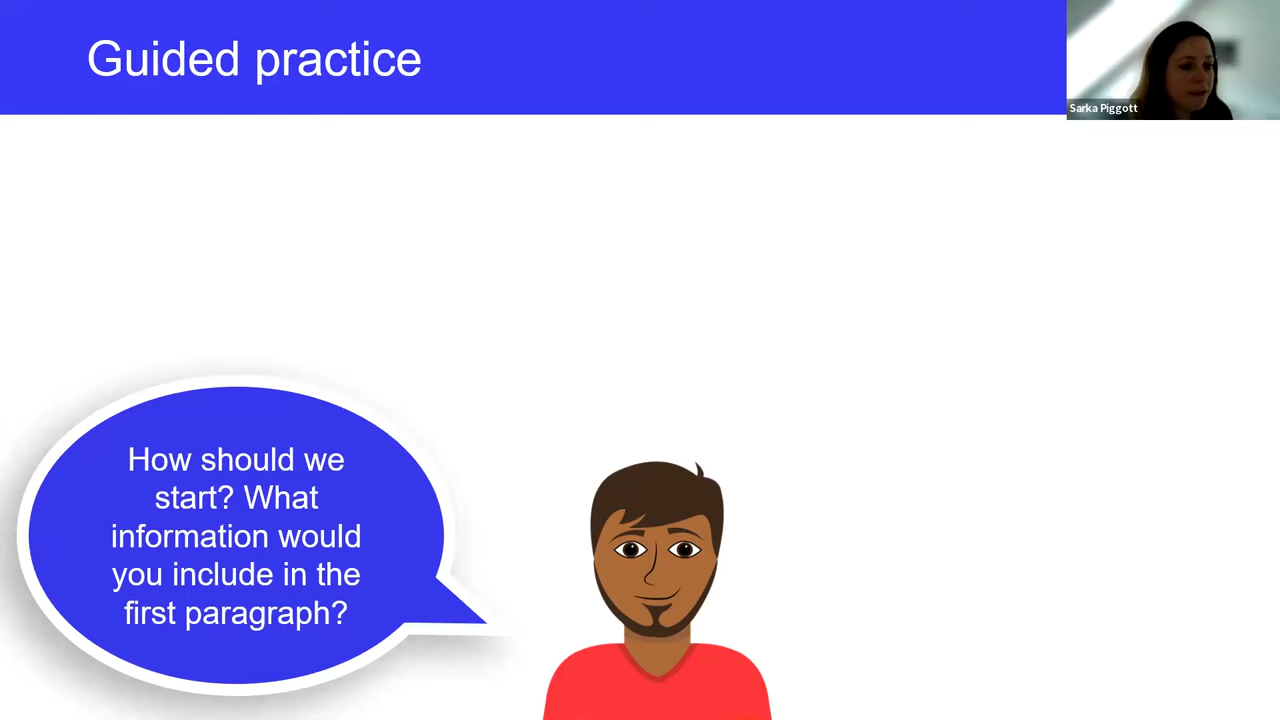 Guided practice
Sarka Piggott
How should we
start? What
information would
you include in the
first paragraph?